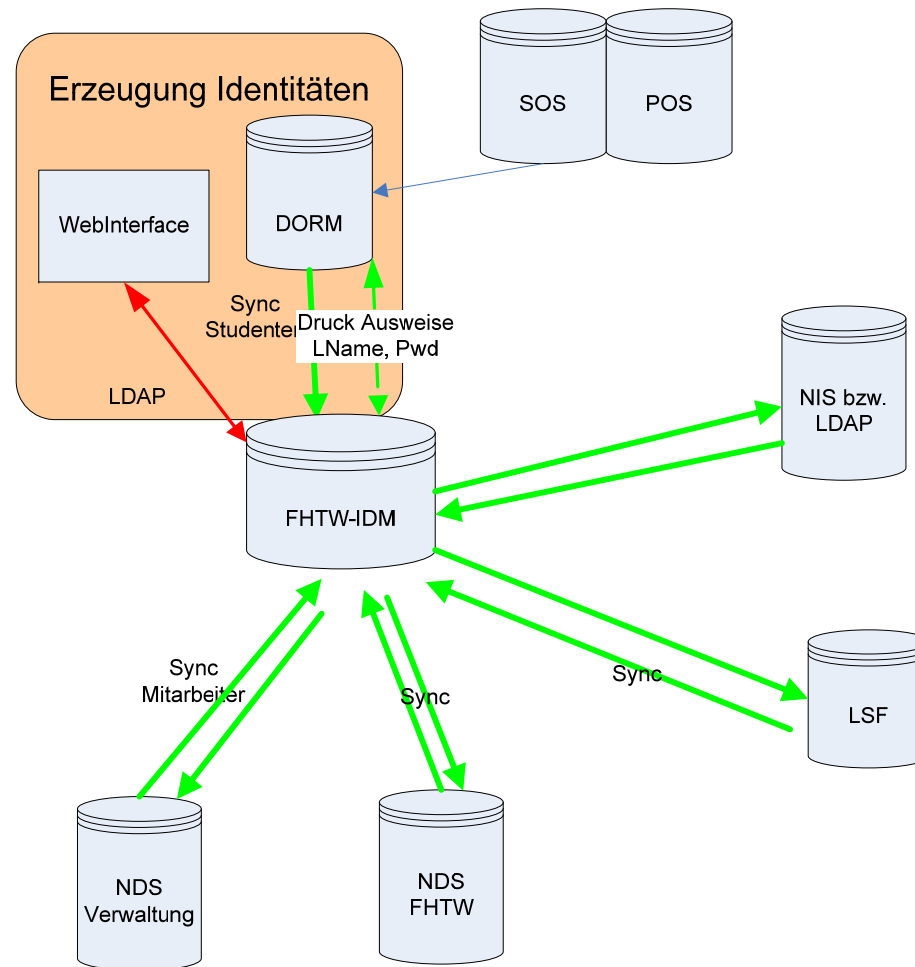 Erzeugung Identitäten
SOS
POS
WebInterface
DORM
Sync
Studenten
Druck Ausweise
LName, Pwd
LDAP
NIS bzw.
LDAP
FHTW-IDM
Sync
Mitarbeiter
Sync
Sync
LSF
NDS
Verwaltung
NDS
FHTW